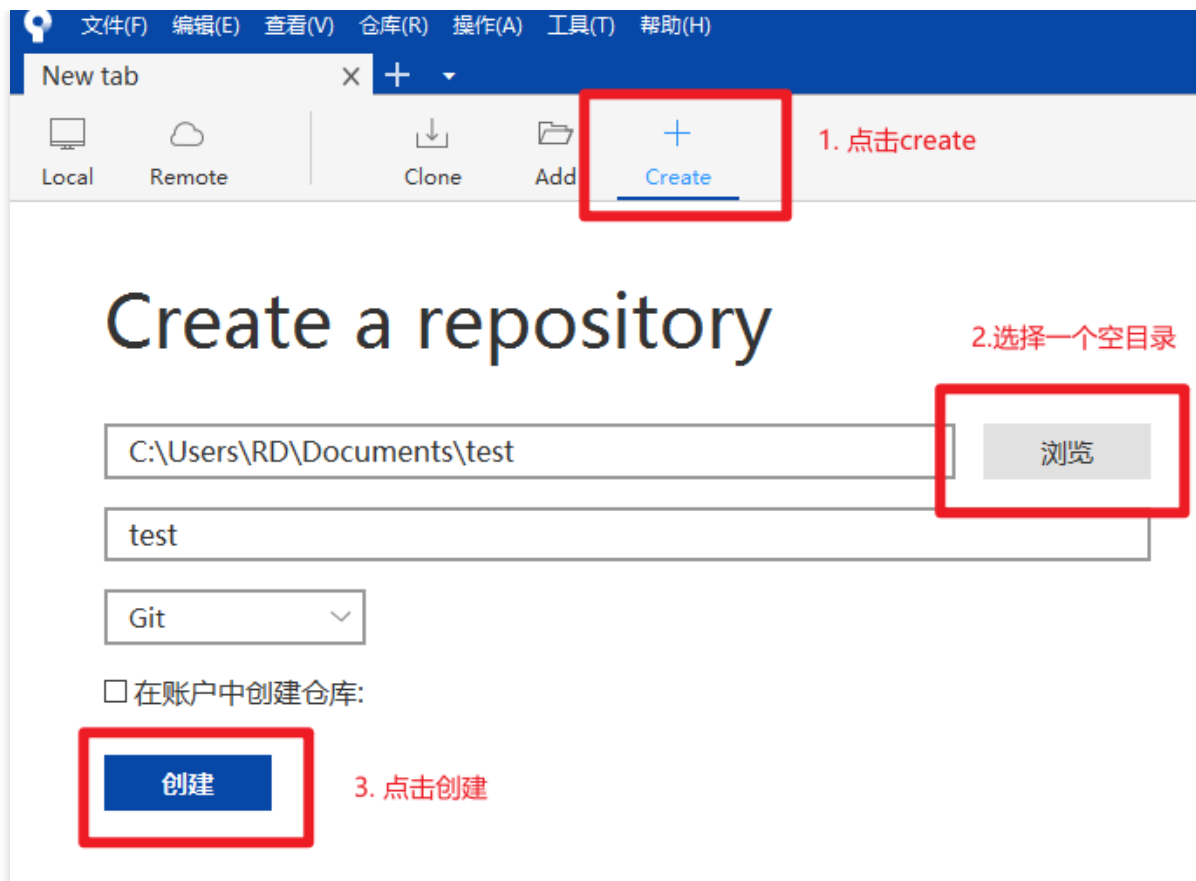 文件(F) 编辑(E) 查看(V) 仓库(R) 操作(A) 工具(T) 帮助(H)
New tab
Local Remote Clone Add Create
1. 点击create
Create a repository
2.选择一个空目录
C:\Users\RD\Documents\test
浏览
test
Git
在账户中创建仓库:
创建
3. 点击创建